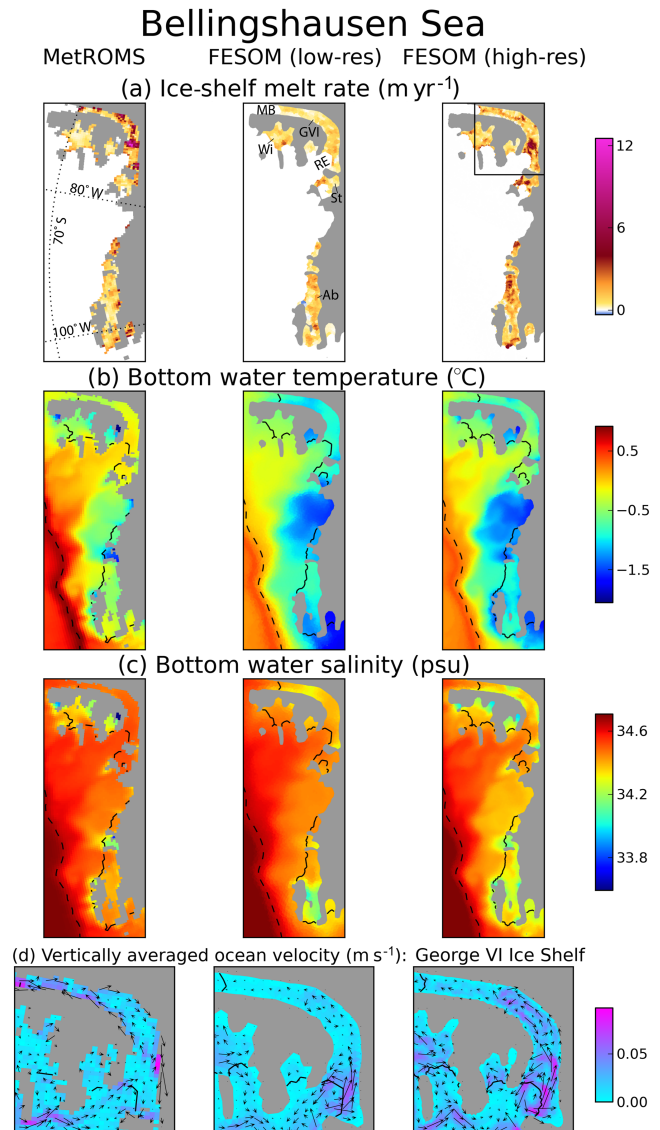 Bellingshausen Sea
MetROMS FESOM (low-res) FESOM (high-res)
(a) Ice-shelf melt rate (m yr⁻¹)
80°W
70°S
100°W
MB
GVI
Wi
RE
St
Ab
12
6
0
(b) Bottom water temperature (°C)
0.5
−0.5
−1.5
(c) Bottom water salinity (psu)
34.6
34.2
33.8
(d) Vertically averaged ocean velocity (m s⁻¹): George VI Ice Shelf
0.05
0.00